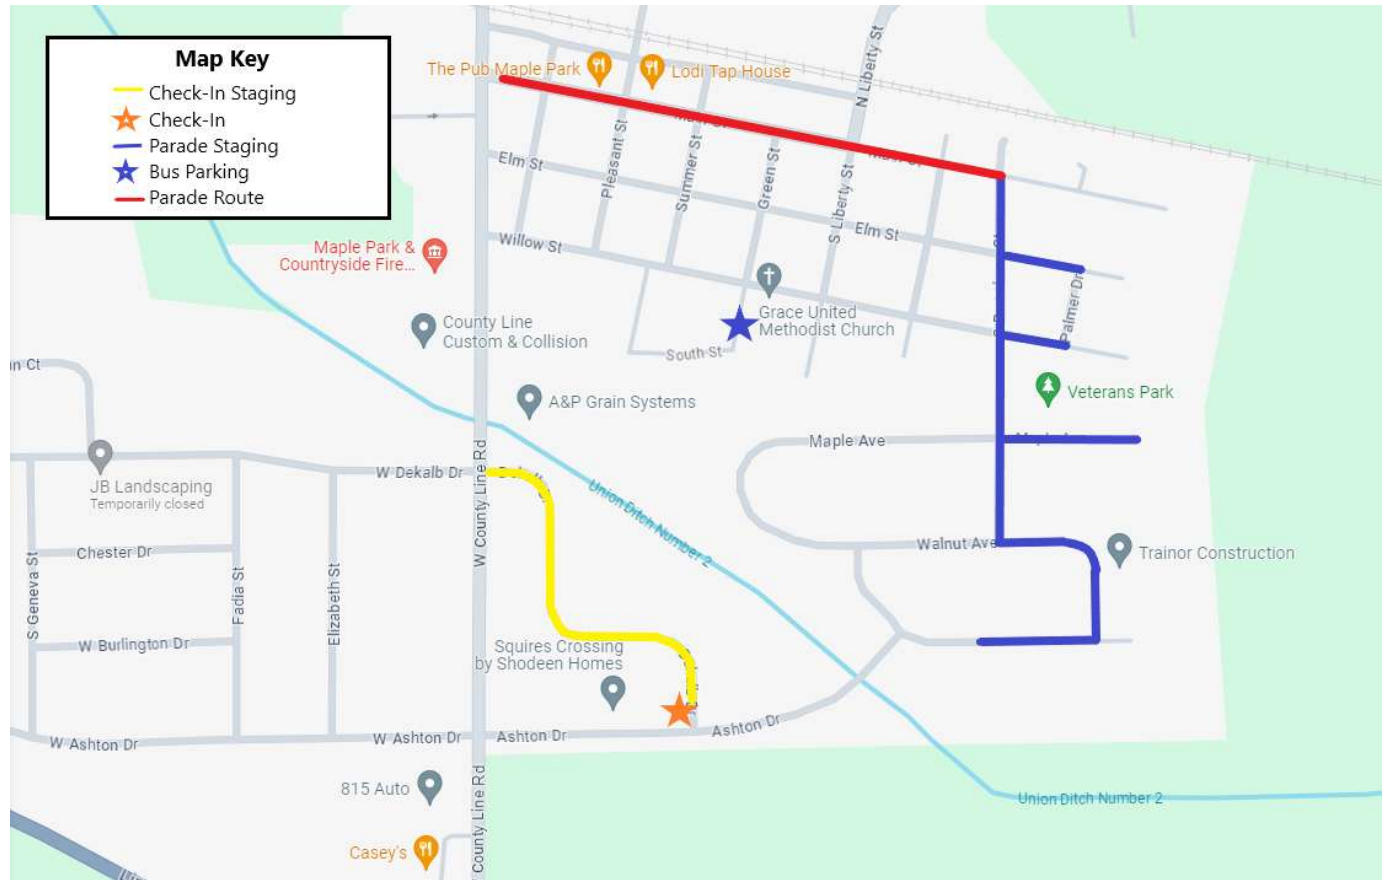 Map Key
Check-In Staging
Check-In
Parade Staging
Bus Parking
Parade Route
The Pub Maple Park
Lodi Tap House
N Liberty St
Main St
Main St
Elm St
Pleasant St
Summer St
Green St
S Liberty St
Elm St
Willow St
Maple Park &
Countryside Fire...
Grace United
Methodist Church
Palmer Dr
County Line
Custom & Collision
South St
n Ct
A&P Grain Systems
Veterans Park
Maple Ave
W Dekalb Dr
W County Line Rd
JB Landscaping
Temporarily closed
Union Ditch Number 2
Chester Dr
Walnut Ave
Trainor Construction
S Geneva St
Fadia St
Elizabeth St
W Burlington Dr
Squires Crossing
by Shodeen Homes
W Ashton Dr
W Ashton Dr
Ashton Dr
Ashton Dr
815 Auto
County Line Rd
Union Ditch Number 2
Casey's